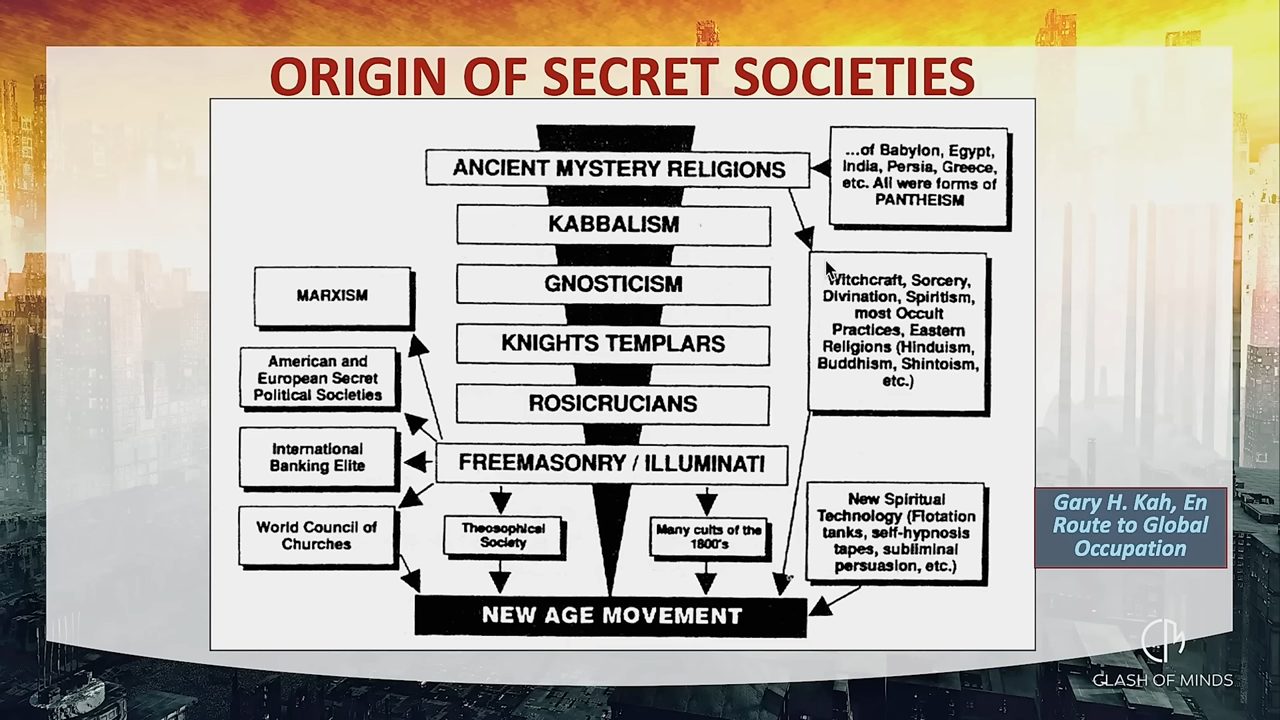 ORIGIN OF SECRET SOCIETIES
ANCIENT MYSTERY RELIGIONS
...of Babylon, Egypt,
India, Persia, Greece,
etc. All were forms of
PANTHEISM
KABBALISM
GNOSTICISM
KNIGHTS TEMPLARS
ROSICRUCIANS
FREEMASONRY / ILLUMINATI
Witchcraft, Sorcery,
Divination, Spiritism,
most Occult
Practices, Eastern
Religions (Hinduism,
Buddhism, Shintoism,
etc.)
MARXISM
American and
European Secret
Political Societies
International
Banking Elite
World Council of
Churches
Theosophical
Society
Many cults of the
1800's
New Spiritual
Technology (Flotation
tanks, self-hypnosis
tapes, subliminal
persuasion, etc.)
NEW AGE MOVEMENT
Gary H. Kah, En
Route to Global
Occupation
CLASH OF MINDS